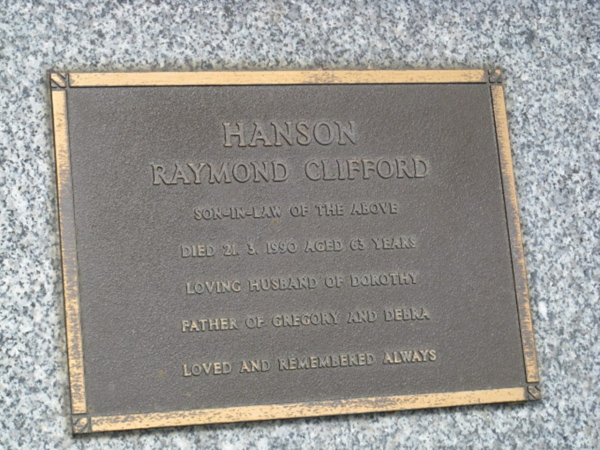 HANSON
RAYMOND CLIFFORD
SON-IN-LAW OF THE ABOVE
DIED 21. 3. 1990 AGED 63 YEARS
LOVING HUSBAND OF DOROTHY
FATHER OF GREGORY AND DEBRA
LOVED AND REMEMBERED ALWAYS